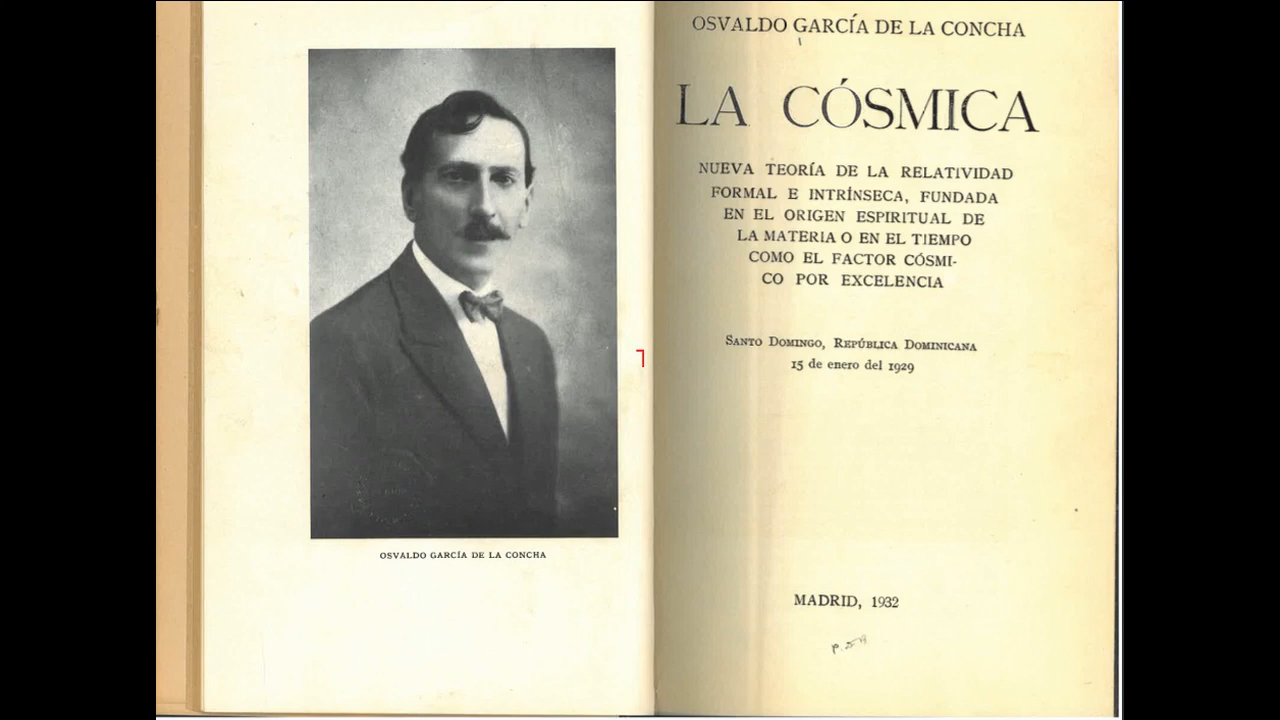 OSVALDO GARCÍA DE LA CONCHA
OSVALDO GARCÍA DE LA CONCHA
LA CÓSMICA
NUEVA TEORÍA DE LA RELATIVIDAD
FORMAL E INTRÍNSECA, FUNDADA
EN EL ORIGEN ESPIRITUAL DE
LA MATERIA O EN EL TIEMPO
COMO EL FACTOR CÓSMI-
CO POR EXCELENCIA
SANTO DOMINGO, REPÚBLICA DOMINICANA
15 de enero del 1929
MADRID, 1932